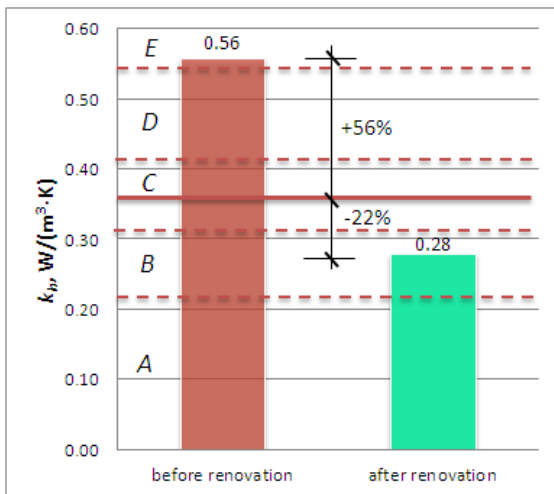 0.60
0.50
0.40
0.30
0.20
0.10
0.00
k_b, W/(m³·K)
E
D
C
B
A
0.56
+56%
-22%
0.28
before renovation
after renovation